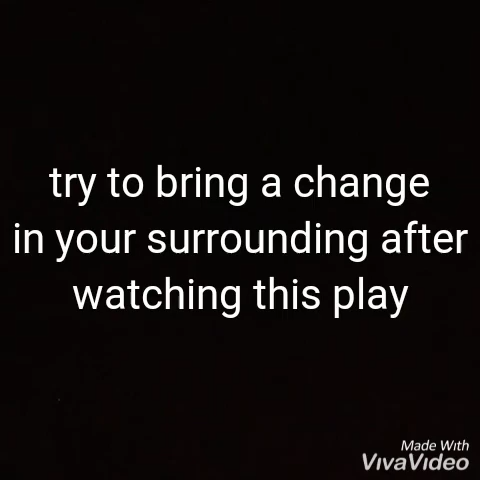 try to bring a change
in your surrounding after
watching this play
Made With
VivaVideo